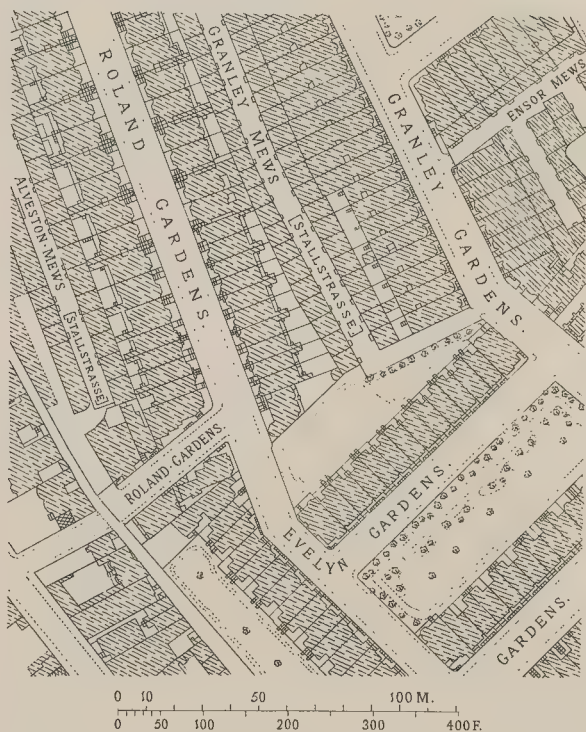 ROLAND GARDENS.
GRANLEY MEWS
[STALLSTRASSE]
GRANLEY GARDENS.
ENSOR MEWS
ALVESTON-MEWS
[STALLSTRASSE]
ROLAND. GARDENS.
EVELYN GARDENS.
GARDENS.
0 10 50 100 M.
0 50 100 200 300 400 F.